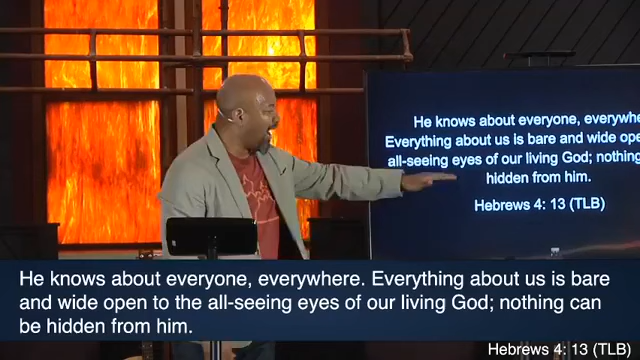 He knows about everyone, everywhe
Everything about us is bare and wide ope
all-seeing eyes of our living God; nothing
hidden from him.
Hebrews 4: 13 (TLB)
He knows about everyone, everywhere. Everything about us is bare
and wide open to the all-seeing eyes of our living God; nothing can
be hidden from him.
Hebrews 4: 13 (TLB)